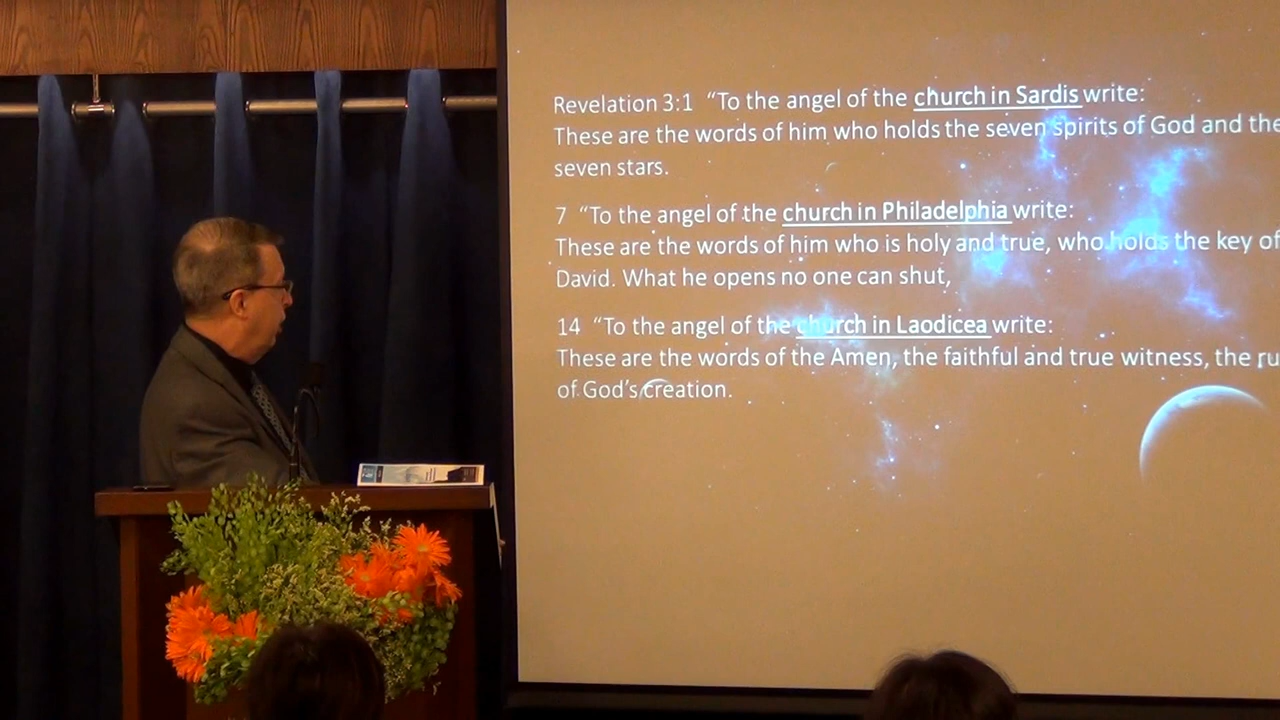 Revelation 3:1 “To the angel of the church in Sardis write:
These are the words of him who holds the seven spirits of God and the
seven stars.
7 “To the angel of the church in Philadelphia write:
These are the words of him who is holy and true, who holds the key of
David. What he opens no one can shut,
14 “To the angel of the church in Laodicea write:
These are the words of the Amen, the faithful and true witness, the ru
of God’s creation.